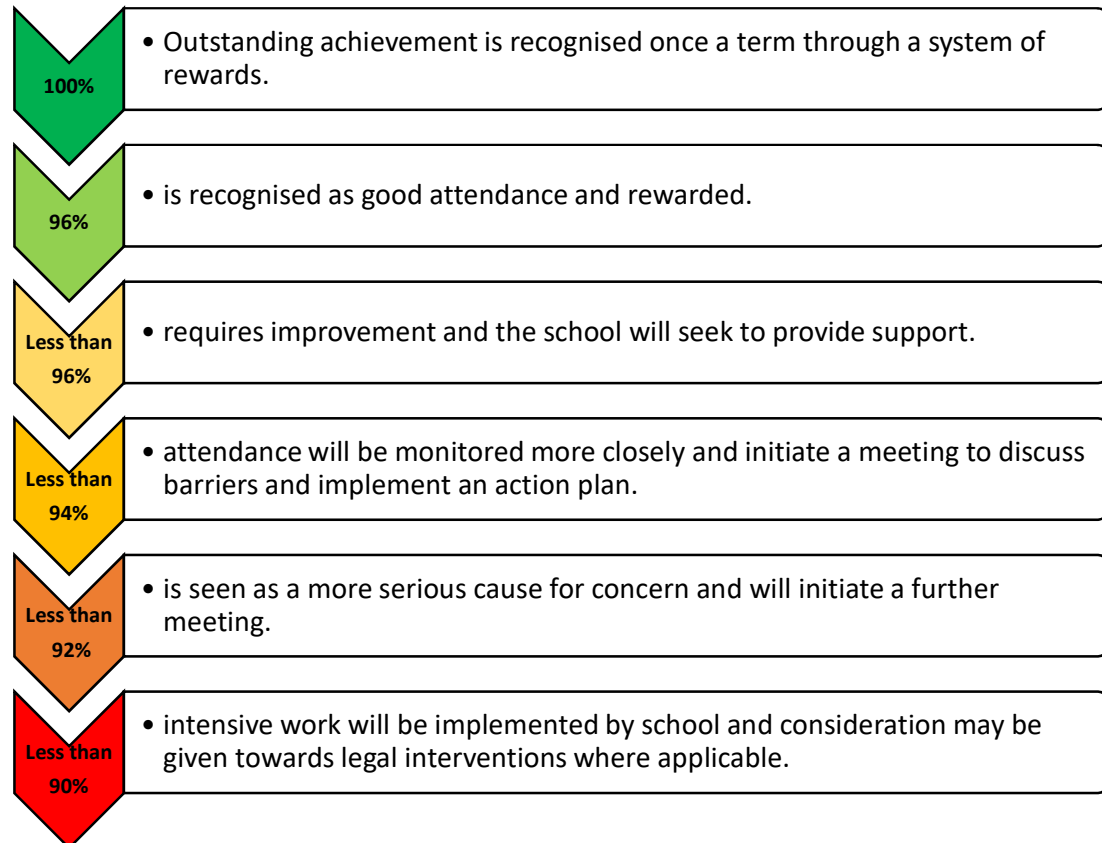 100%
• Outstanding achievement is recognised once a term through a system of
rewards.
96%
• is recognised as good attendance and rewarded.
Less than
96%
• requires improvement and the school will seek to provide support.
Less than
94%
• attendance will be monitored more closely and initiate a meeting to discuss
barriers and implement an action plan.
Less than
92%
• is seen as a more serious cause for concern and will initiate a further
meeting.
Less than
90%
• intensive work will be implemented by school and consideration may be
given towards legal interventions where applicable.